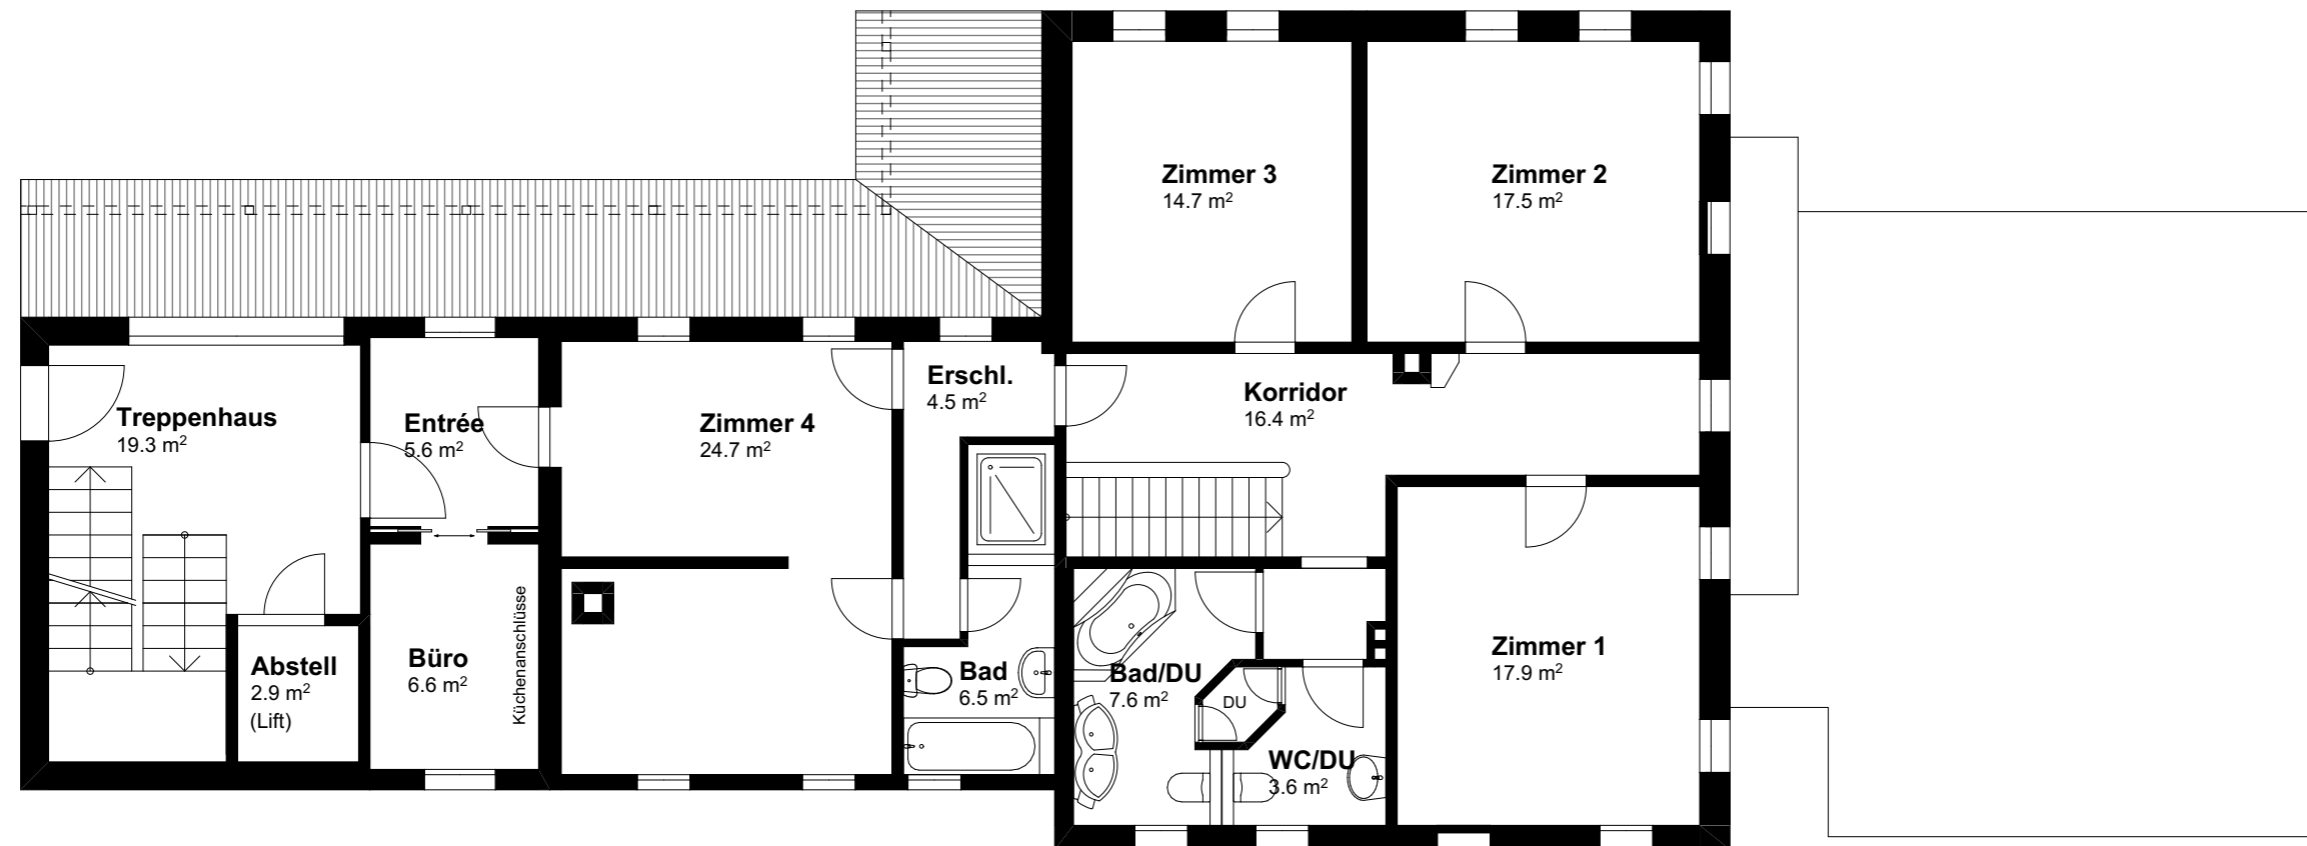 Zimmer 3
14.7 m²
Zimmer 2
17.5 m²
Treppenhaus
19.3 m²
Entrée
5.6 m²
Zimmer 4
24.7 m²
Erschl.
4.5 m²
Korridor
16.4 m²
Abstell
2.9 m²
(Lift)
Büro
6.6 m²
Küchenanschlüsse
Bad
6.5 m²
Bad/DU
7.6 m²
DU
WC/DU
3.6 m²
Zimmer 1
17.9 m²